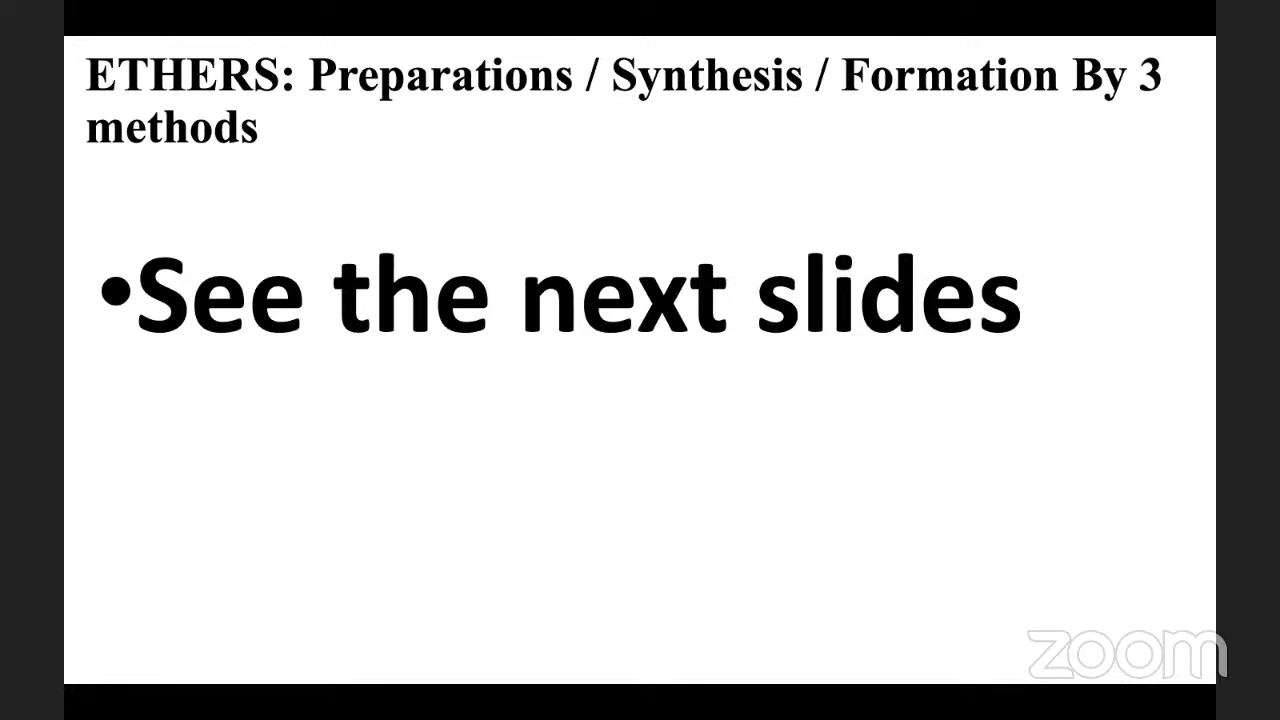 ETHERS: Preparations / Synthesis / Formation By 3
methods
•See the next slides
zoom